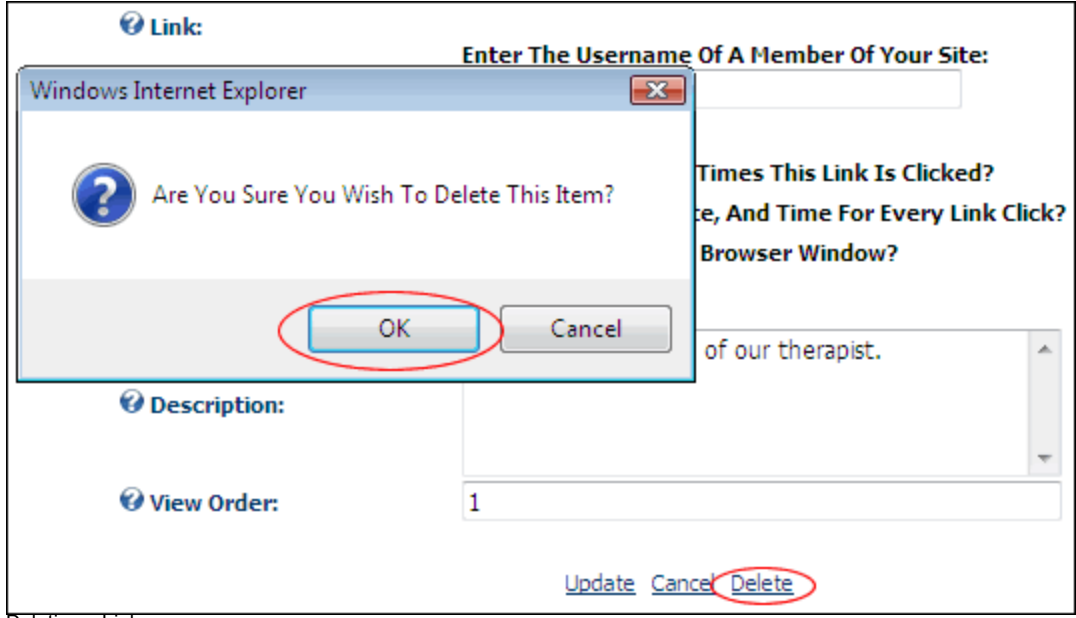 Link:
Enter The Username Of A Member Of Your Site:
Windows Internet Explorer
Are You Sure You Wish To Delete This Item?
Times This Link Is Clicked?
e, And Time For Every Link Click?
Browser Window?
OK
Cancel
of our therapist.
Description:
View Order:
1
Update Cancel Delete